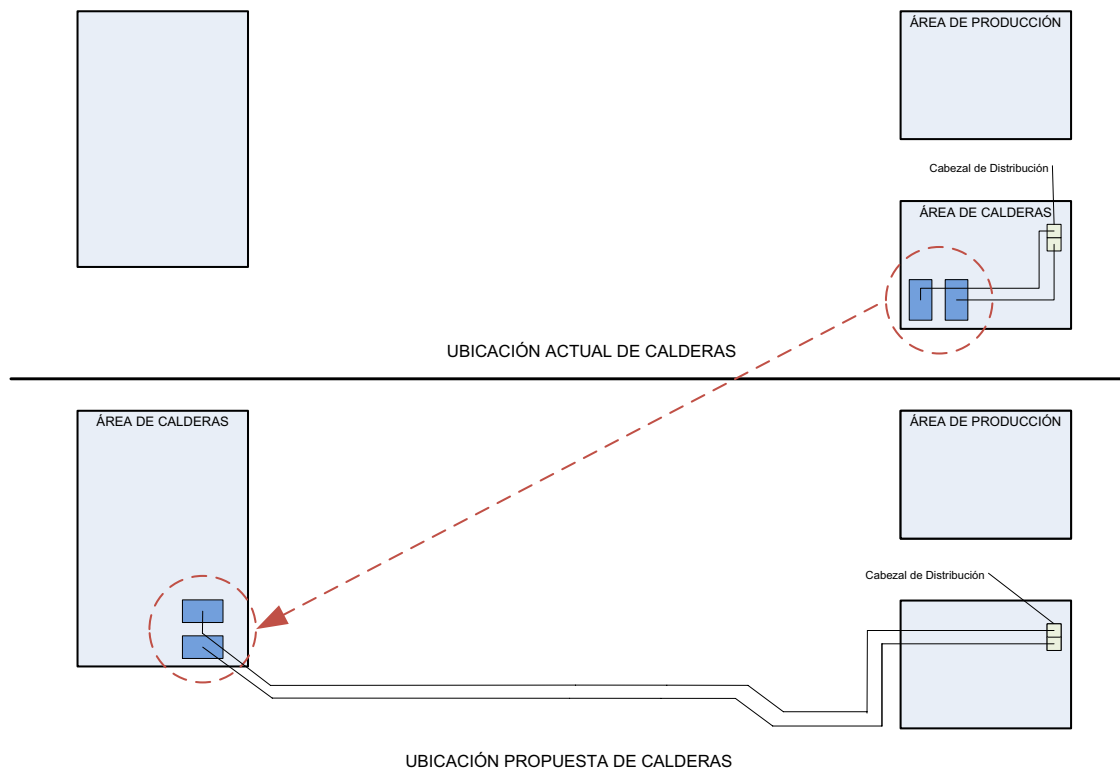 ÁREA DE PRODUCCIÓN
Cabezal de Distribución
ÁREA DE CALDERAS
UBICACIÓN ACTUAL DE CALDERAS
ÁREA DE CALDERAS
ÁREA DE PRODUCCIÓN
Cabezal de Distribución
UBICACIÓN PROPUESTA DE CALDERAS